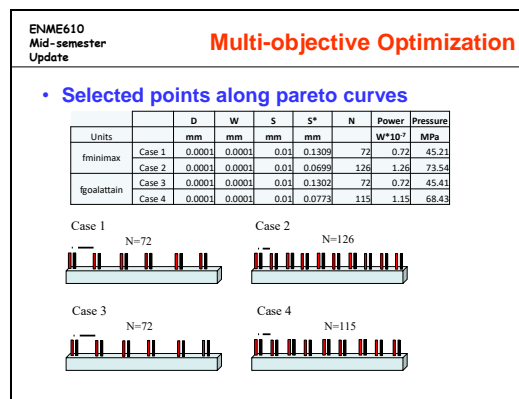 ENME610
Mid-semester
Update
Multi-objective Optimization
• Selected points along pareto curves
D W S S* N Power Pressure
Units mm mm mm mm W*10⁻⁷ MPa
fminimax Case 1 0.0001 0.0001 0.01 0.1309 72 0.72 45.21
Case 2 0.0001 0.0001 0.01 0.0699 126 1.26 73.54
fgoalattain Case 3 0.0001 0.0001 0.01 0.1302 72 0.72 45.41
Case 4 0.0001 0.0001 0.01 0.0773 115 1.15 68.43
Case 1
N=72
Case 2
N=126
Case 3
N=72
Case 4
N=115